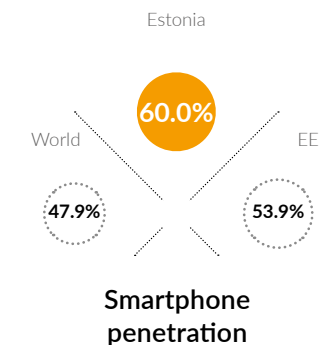 Estonia
60.0%
World
EE
47.9%
53.9%
Smartphone
penetration